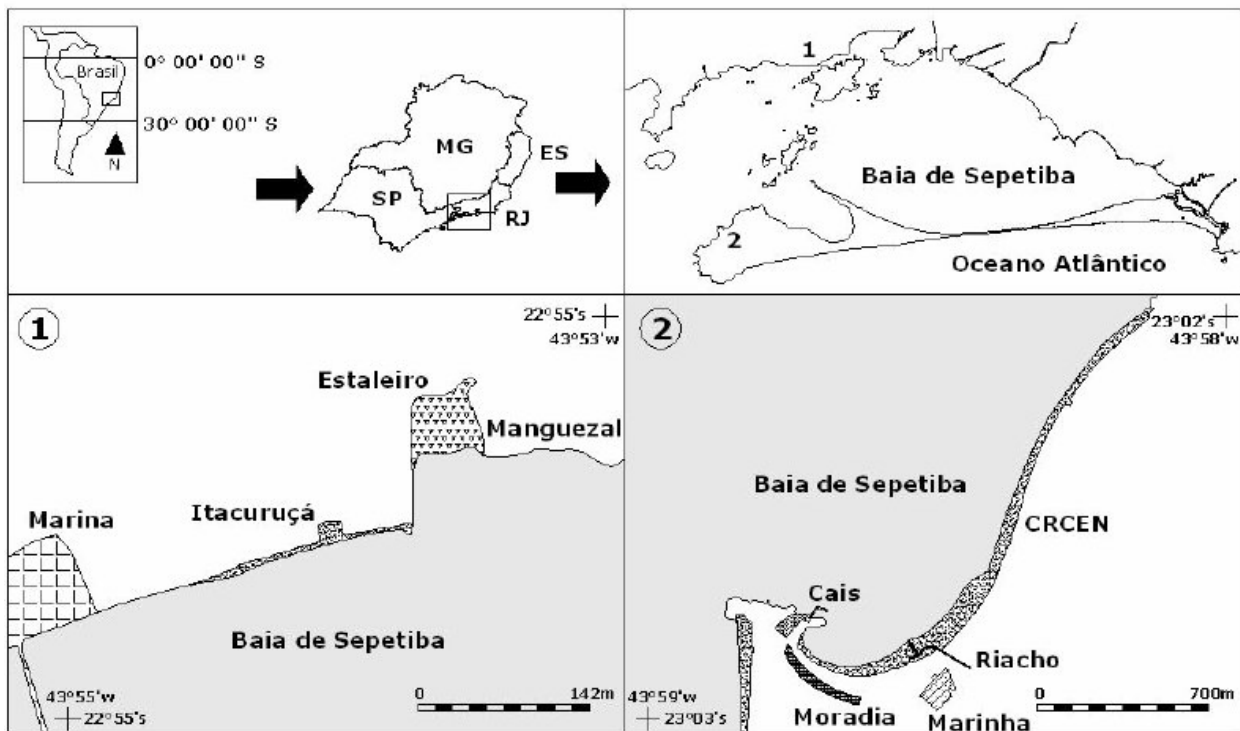 Brasil
0° 00' 00" S
30° 00' 00" S
N
MG
ES
SP
RJ
1
Baia de Sepetiba
2
Oceano Atlântico
1
22°55's
43°53'w
Estaleiro
Manguezal
Itacuruçá
Marina
Baia de Sepetiba
43°55'w
22°55's
0 142m
2
23°02's
43°58'w
Baia de Sepetiba
CRCEN
Cais
Riacho
43°59'w
23°03's
Moradia
Marinha
0 700m